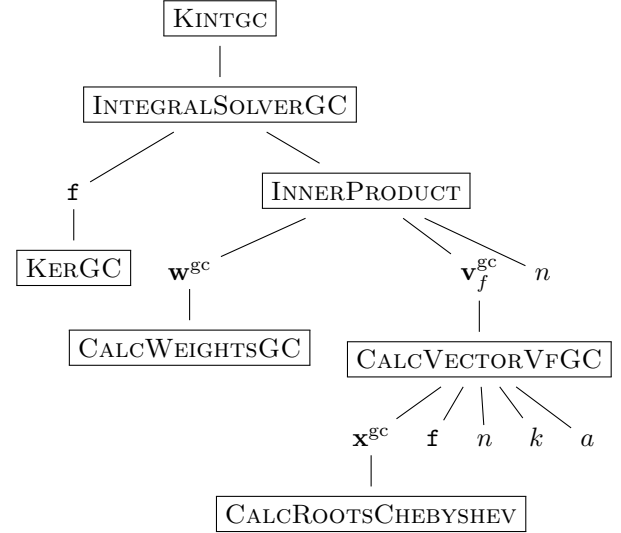 KINTGC
INTEGRALSOLVERGC
f INNERPRODUCT
KERGC w^gc v_f^gc n
CALCWEIGHTSGC CALCVECTORVFGC
x^gc f n k a
CALCROOTSCHEBYSHEV